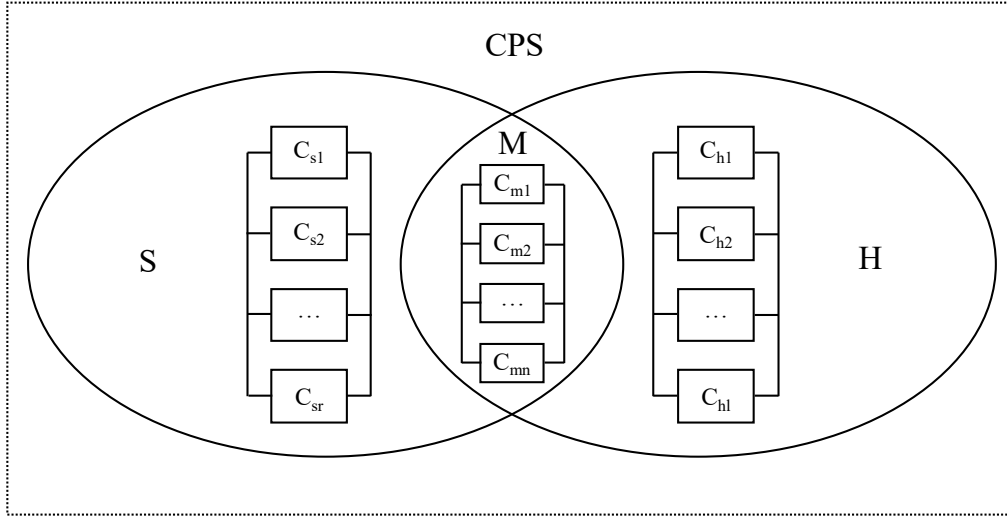 CPS
S
C_s1
C_s2
…
C_sr
M
C_m1
C_m2
…
C_mn
C_h1
C_h2
…
C_hl
H